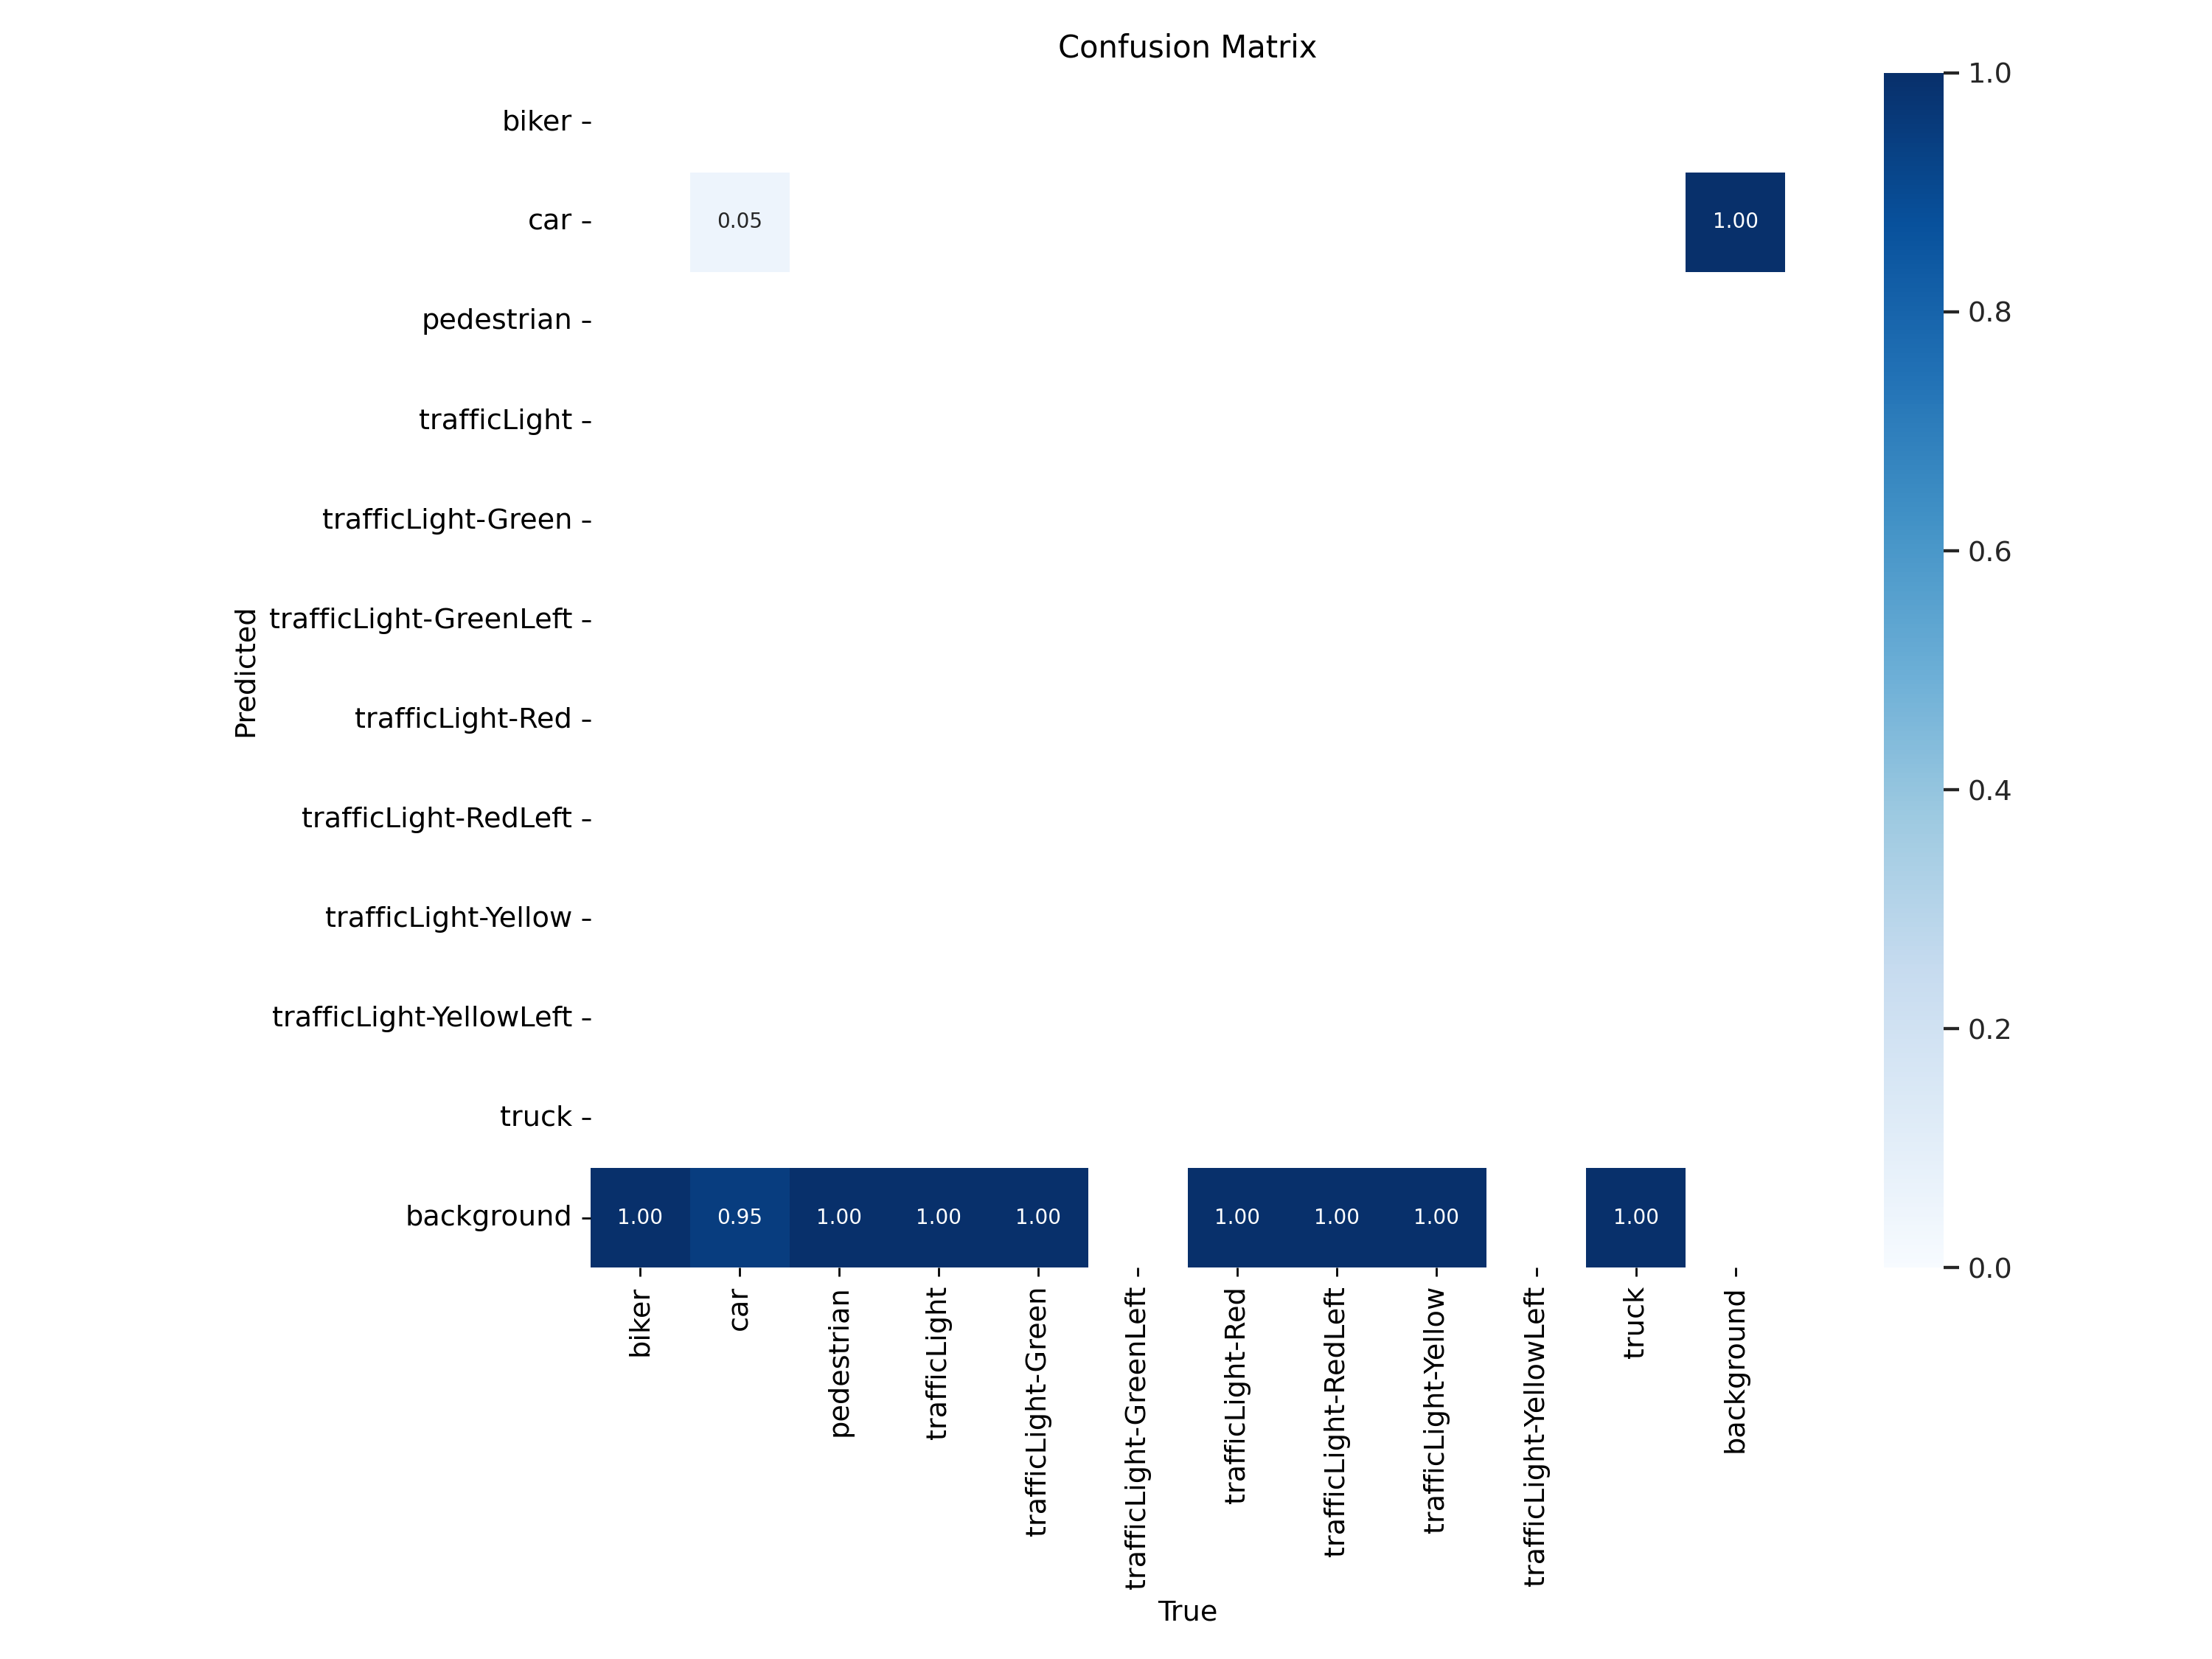 Confusion Matrix
biker
car
pedestrian
trafficLight
trafficLight-Green
trafficLight-GreenLeft
trafficLight-Red
trafficLight-RedLeft
trafficLight-Yellow
trafficLight-YellowLeft
truck
background
Predicted
0.05
1.00
1.00 0.95 1.00 1.00 1.00 1.00 1.00 1.00 1.00
biker
car
pedestrian
trafficLight
trafficLight-Green
trafficLight-GreenLeft
trafficLight-Red
trafficLight-RedLeft
trafficLight-Yellow
trafficLight-YellowLeft
truck
background
True
1.0
0.8
0.6
0.4
0.2
0.0